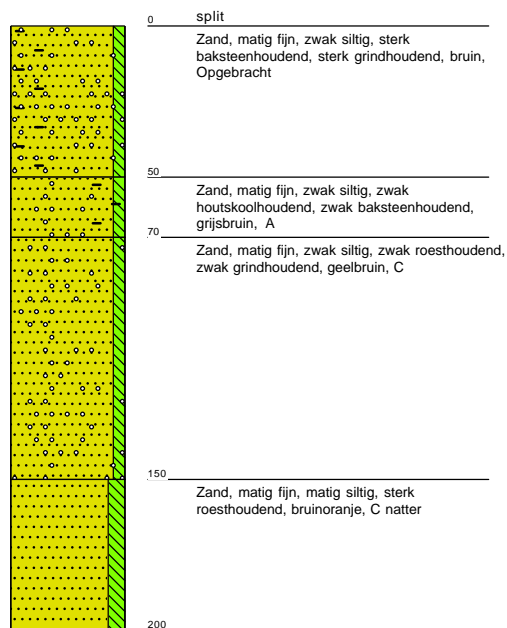 0 split
Zand, matig fijn, zwak siltig, sterk
baksteenhoudend, sterk grindhoudend, bruin,
Opgebracht
50
Zand, matig fijn, zwak siltig, zwak
houtskoolhoudend, zwak baksteenhoudend,
grijsbruin, A
70
Zand, matig fijn, zwak siltig, zwak roesthoudend,
zwak grindhoudend, geelbruin, C
150
Zand, matig fijn, matig siltig, sterk
roesthoudend, bruinoranje, C natter
200